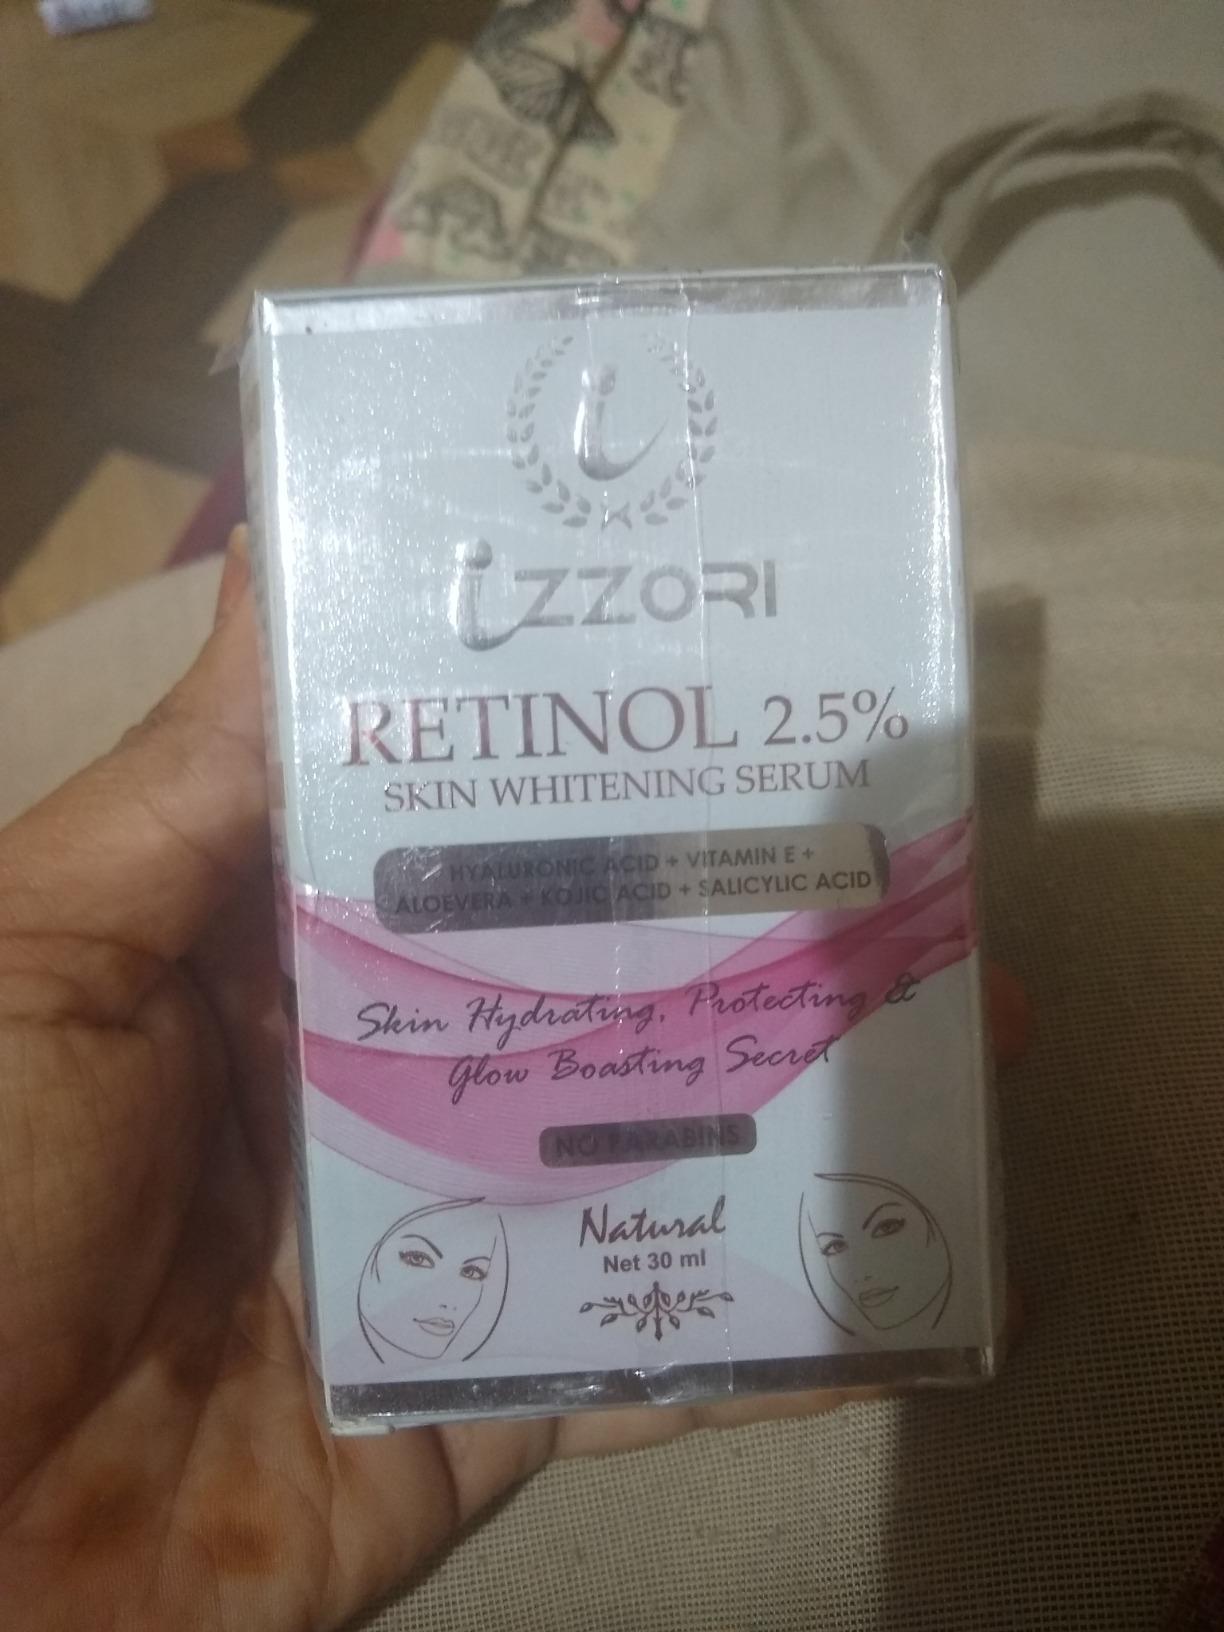 i
iZZORI
RETINOL 2.5%
SKIN WHITENING SERUM
HYALURONIC ACID + VITAMIN E +
ALOEVERA + KOJIC ACID + SALICYLIC ACID
Skin Hydrating, Protecting &
Glow Boasting Secret
NO PARABINS
Natural
Net 30 ml